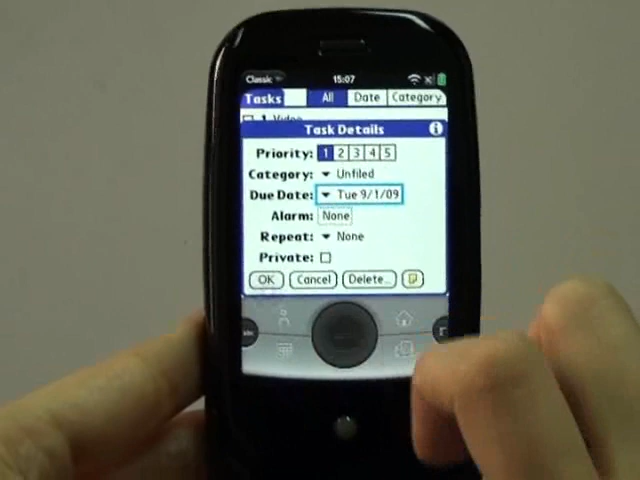 Classic 15:07
Tasks All Date Category
1 Video
Task Details
Priority: 1 2 3 4 5
Category: Unfiled
Due Date: Tue 9/1/09
Alarm: None
Repeat: None
Private:
OK Cancel Delete...